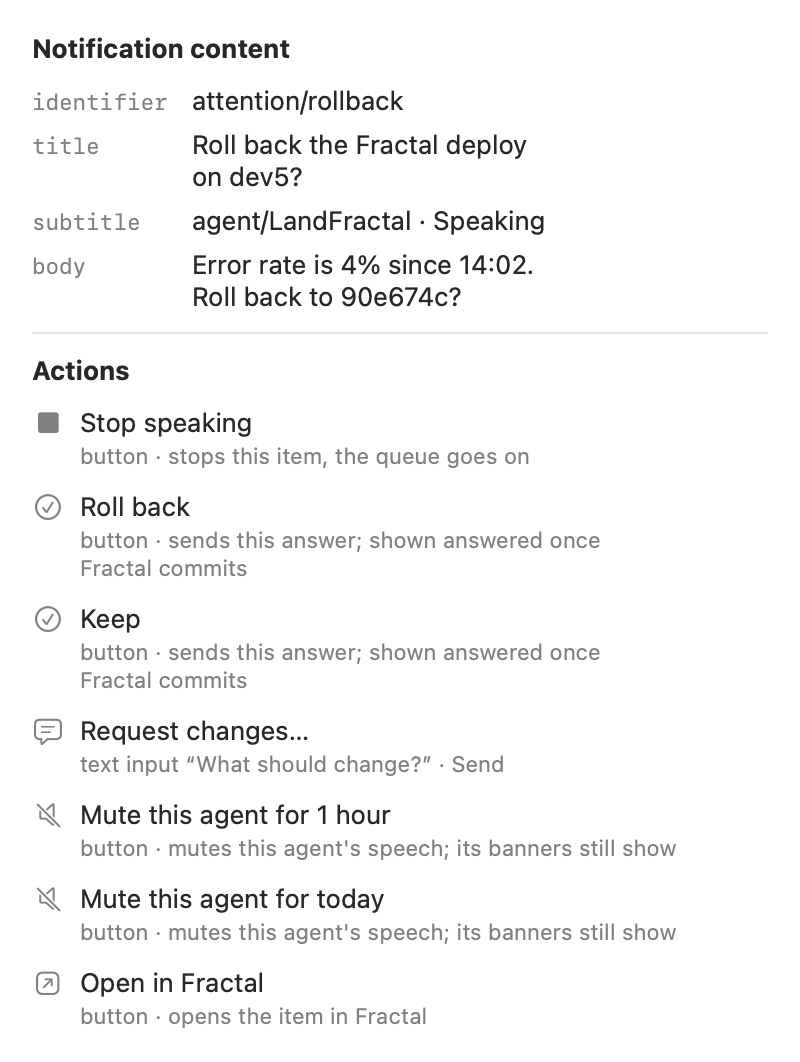 Notification content
identifier attention/rollback
title Roll back the Fractal deploy
on dev5?
subtitle agent/LandFractal · Speaking
body Error rate is 4% since 14:02.
Roll back to 90e674c?
Actions
Stop speaking
button · stops this item, the queue goes on
Roll back
button · sends this answer; shown answered once
Fractal commits
Keep
button · sends this answer; shown answered once
Fractal commits
Request changes…
text input “What should change?” · Send
Mute this agent for 1 hour
button · mutes this agent's speech; its banners still show
Mute this agent for today
button · mutes this agent's speech; its banners still show
Open in Fractal
button · opens the item in Fractal